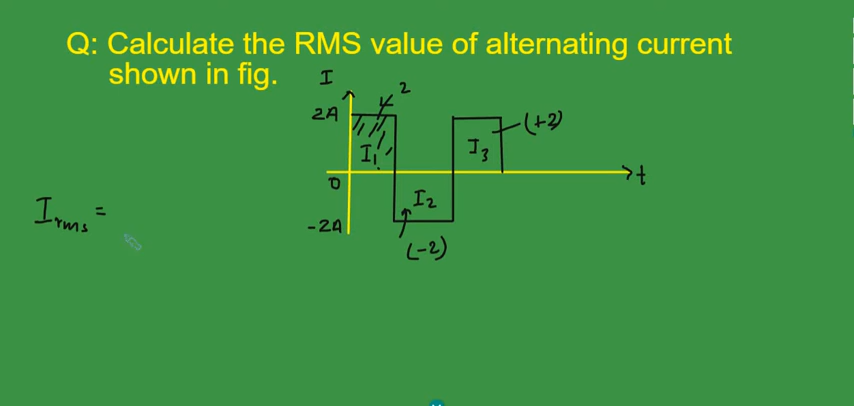 Q: Calculate the RMS value of alternating current
shown in fig.
I
2
2A
(+2)
I1
I3
t
0
I2
Irms =
-2A
(-2)